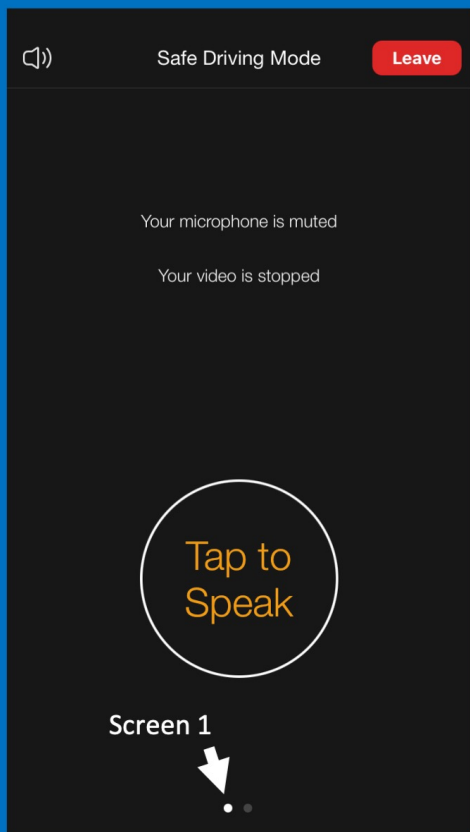 Safe Driving Mode
Leave
Your microphone is muted
Your video is stopped
Tap to
Speak
Screen 1